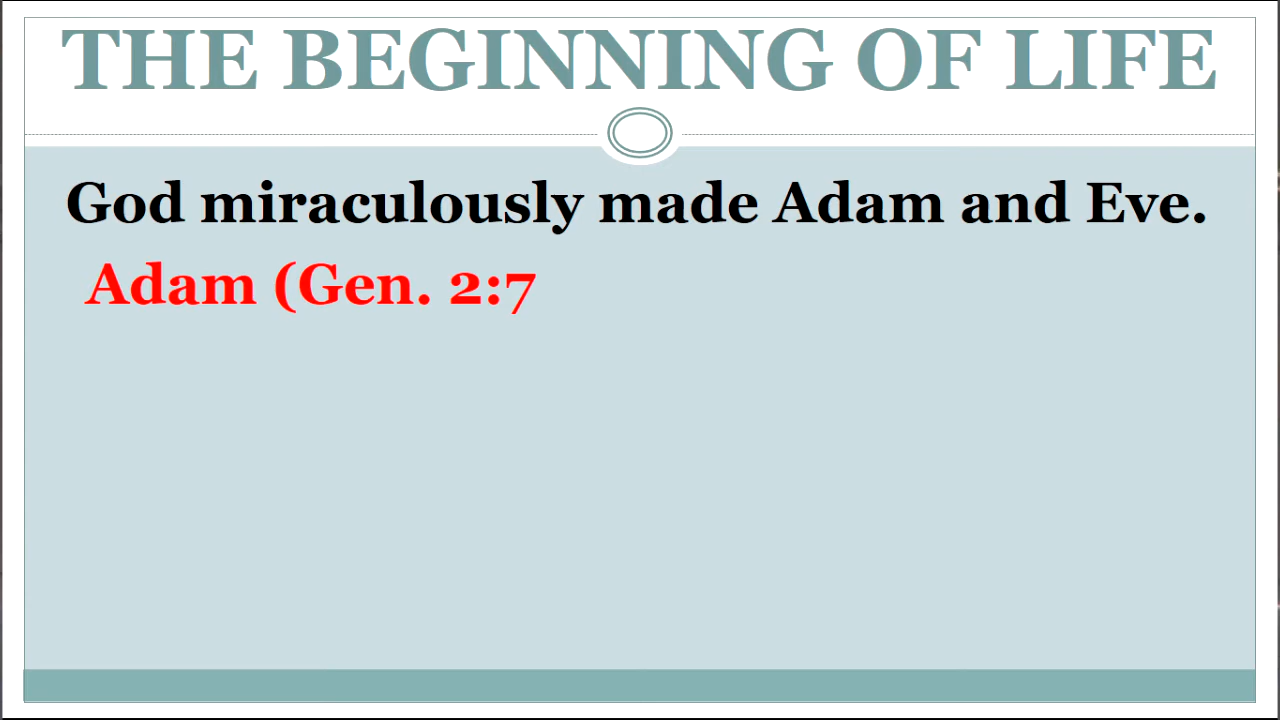 THE BEGINNING OF LIFE
God miraculously made Adam and Eve.
Adam (Gen. 2:7